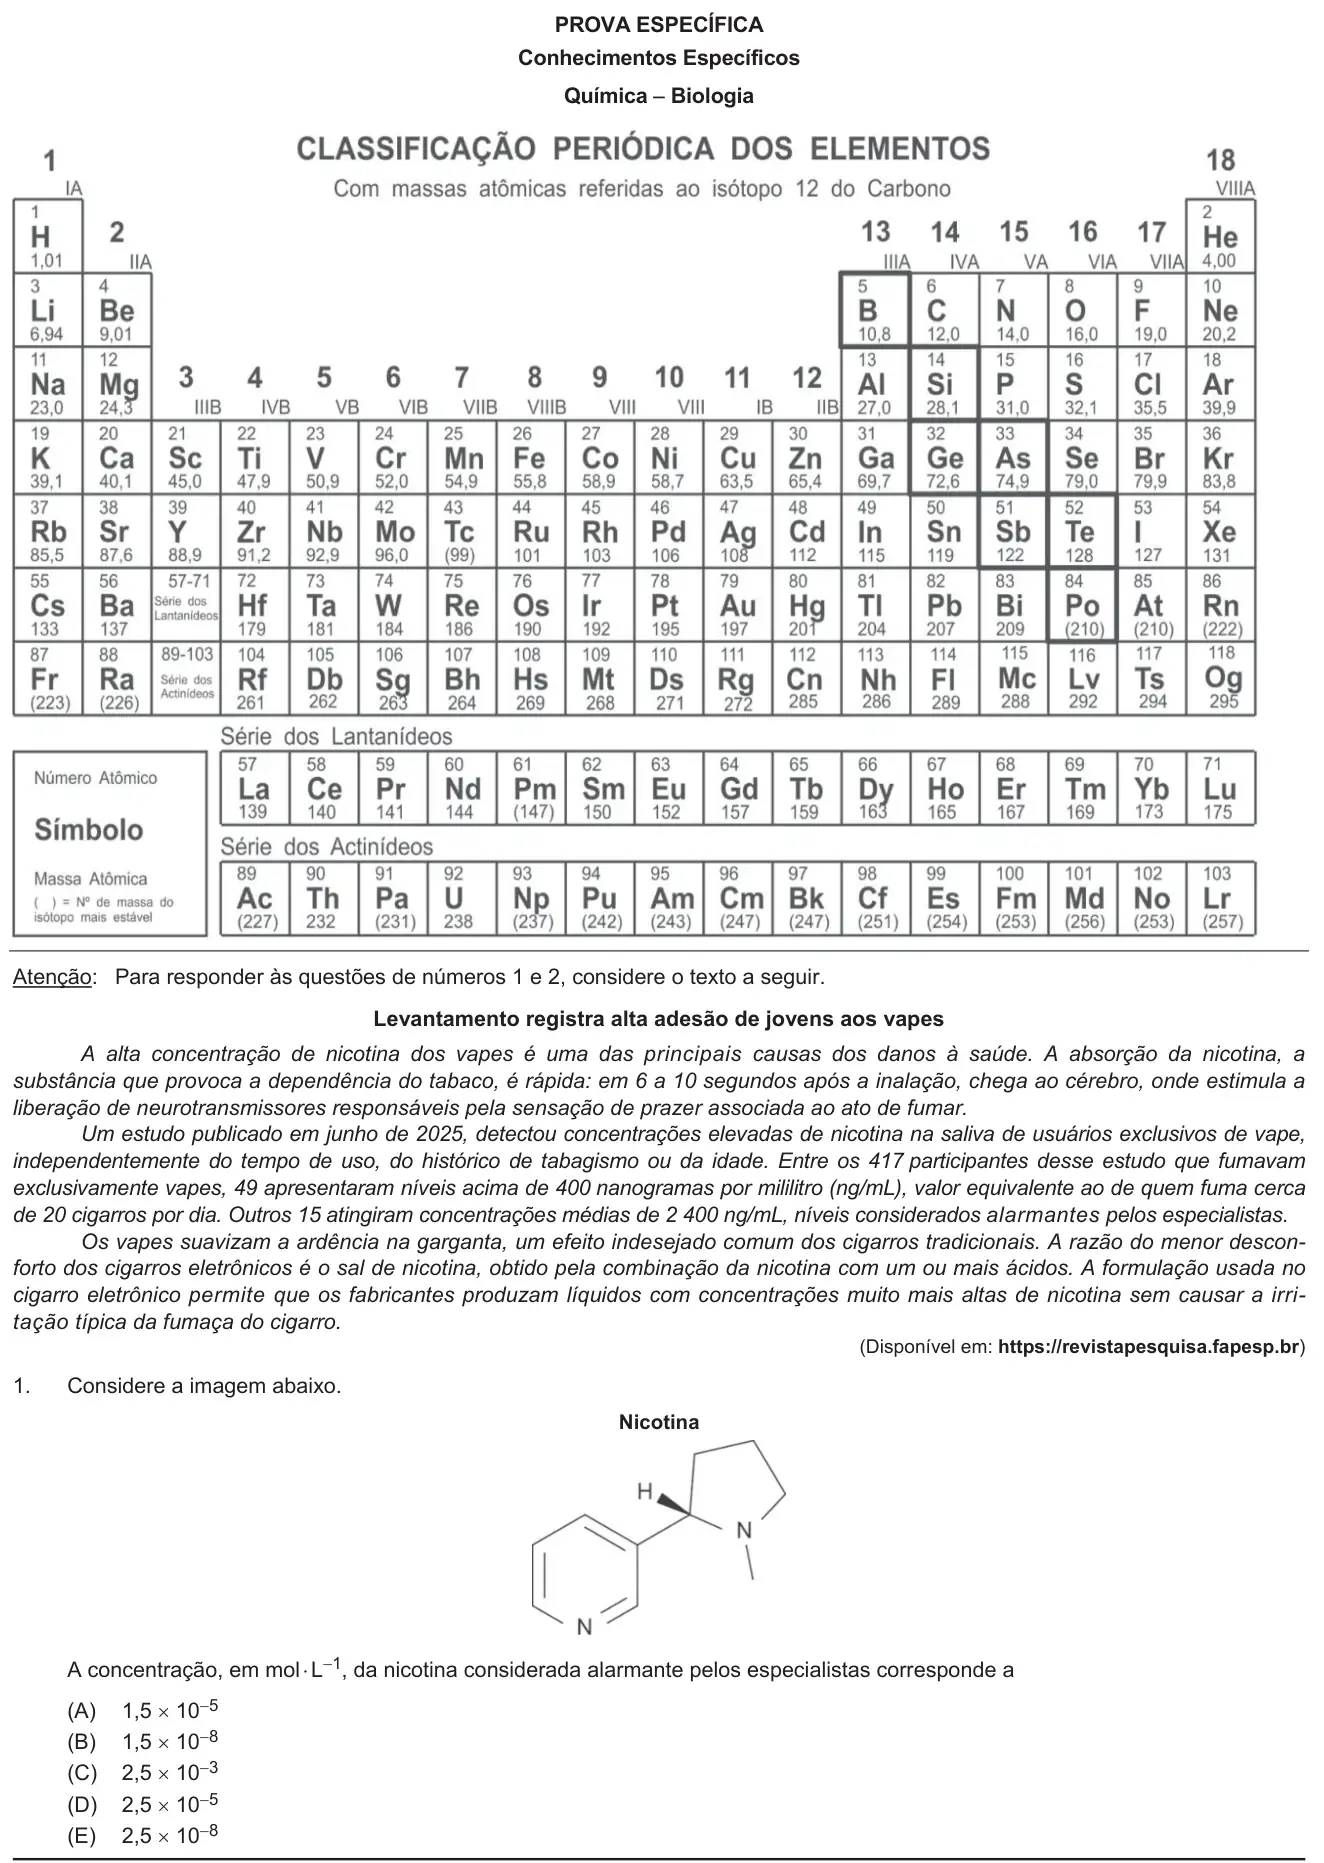 PROVA ESPECÍFICA
Conhecimentos Específicos
Química – Biologia
CLASSIFICAÇÃO PERIÓDICA DOS ELEMENTOS
Com massas atômicas referidas ao isótopo 12 do Carbono
1 18
IA VIIIA
1 2
H 2 13 14 15 16 17 He
1,01 IIA IIIA IVA VA VIA VIIA 4,00
3 4 5 6 7 8 9 10
Li Be B C N O F Ne
6,94 9,01 10,8 12,0 14,0 16,0 19,0 20,2
11 12 13 14 15 16 17 18
Na Mg 3 4 5 6 7 8 9 10 11 12 Al Si P S Cl Ar
23,0 24,3 IIIB IVB VB VIB VIIB VIIIB VIII VIII IB IIB 27,0 28,1 31,0 32,1 35,5 39,9
19 20 21 22 23 24 25 26 27 28 29 30 31 32 33 34 35 36
K Ca Sc Ti V Cr Mn Fe Co Ni Cu Zn Ga Ge As Se Br Kr
39,1 40,1 45,0 47,9 50,9 52,0 54,9 55,8 58,9 58,7 63,5 65,4 69,7 72,6 74,9 79,0 79,9 83,8
37 38 39 40 41 42 43 44 45 46 47 48 49 50 51 52 53 54
Rb Sr Y Zr Nb Mo Tc Ru Rh Pd Ag Cd In Sn Sb Te I Xe
85,5 87,6 88,9 91,2 92,9 96,0 (99) 101 103 106 108 112 115 119 122 128 127 131
55 56 57-71 72 73 74 75 76 77 78 79 80 81 82 83 84 85 86
Cs Ba Série dos Lantanídeos Hf Ta W Re Os Ir Pt Au Hg Tl Pb Bi Po At Rn
133 137 179 181 184 186 190 192 195 197 201 204 207 209 (210) (210) (222)
87 88 89-103 104 105 106 107 108 109 110 111 112 113 114 115 116 117 118
Fr Ra Série dos Actinídeos Rf Db Sg Bh Hs Mt Ds Rg Cn Nh Fl Mc Lv Ts Og
(223) (226) 261 262 263 264 269 268 271 272 285 286 289 288 292 294 295
Série dos Lantanídeos
57 58 59 60 61 62 63 64 65 66 67 68 69 70 71
La Ce Pr Nd Pm Sm Eu Gd Tb Dy Ho Er Tm Yb Lu
139 140 141 144 (147) 150 152 157 159 163 165 167 169 173 175
Série dos Actinídeos
89 90 91 92 93 94 95 96 97 98 99 100 101 102 103
Ac Th Pa U Np Pu Am Cm Bk Cf Es Fm Md No Lr
(227) 232 (231) 238 (237) (242) (243) (247) (247) (251) (254) (253) (256) (253) (257)
Número Atômico
Símbolo
Massa Atômica
( ) = Nº de massa do
isótopo mais estável
Atenção: Para responder às questões de números 1 e 2, considere o texto a seguir.
Levantamento registra alta adesão de jovens aos vapes
A alta concentração de nicotina dos vapes é uma das principais causas dos danos à saúde. A absorção da nicotina, a
substância que provoca a dependência do tabaco, é rápida: em 6 a 10 segundos após a inalação, chega ao cérebro, onde estimula a
liberação de neurotransmissores responsáveis pela sensação de prazer associada ao ato de fumar.
Um estudo publicado em junho de 2025, detectou concentrações elevadas de nicotina na saliva de usuários exclusivos de vape,
independentemente do tempo de uso, do histórico de tabagismo ou da idade. Entre os 417 participantes desse estudo que fumavam
exclusivamente vapes, 49 apresentaram níveis acima de 400 nanogramas por mililitro (ng/mL), valor equivalente ao de quem fuma cerca
de 20 cigarros por dia. Outros 15 atingiram concentrações médias de 2 400 ng/mL, níveis considerados alarmantes pelos especialistas.
Os vapes suavizam a ardência na garganta, um efeito indesejado comum dos cigarros tradicionais. A razão do menor descon-
forto dos cigarros eletrônicos é o sal de nicotina, obtido pela combinação da nicotina com um ou mais ácidos. A formulação usada no
cigarro eletrônico permite que os fabricantes produzam líquidos com concentrações muito mais altas de nicotina sem causar a irri-
tação típica da fumaça do cigarro.
(Disponível em: https://revistapesquisa.fapesp.br)
1. Considere a imagem abaixo.
Nicotina
H
N
N
A concentração, em mol·L⁻¹, da nicotina considerada alarmante pelos especialistas corresponde a
(A) 1,5 × 10⁻⁵
(B) 1,5 × 10⁻⁸
(C) 2,5 × 10⁻³
(D) 2,5 × 10⁻⁵
(E) 2,5 × 10⁻⁸